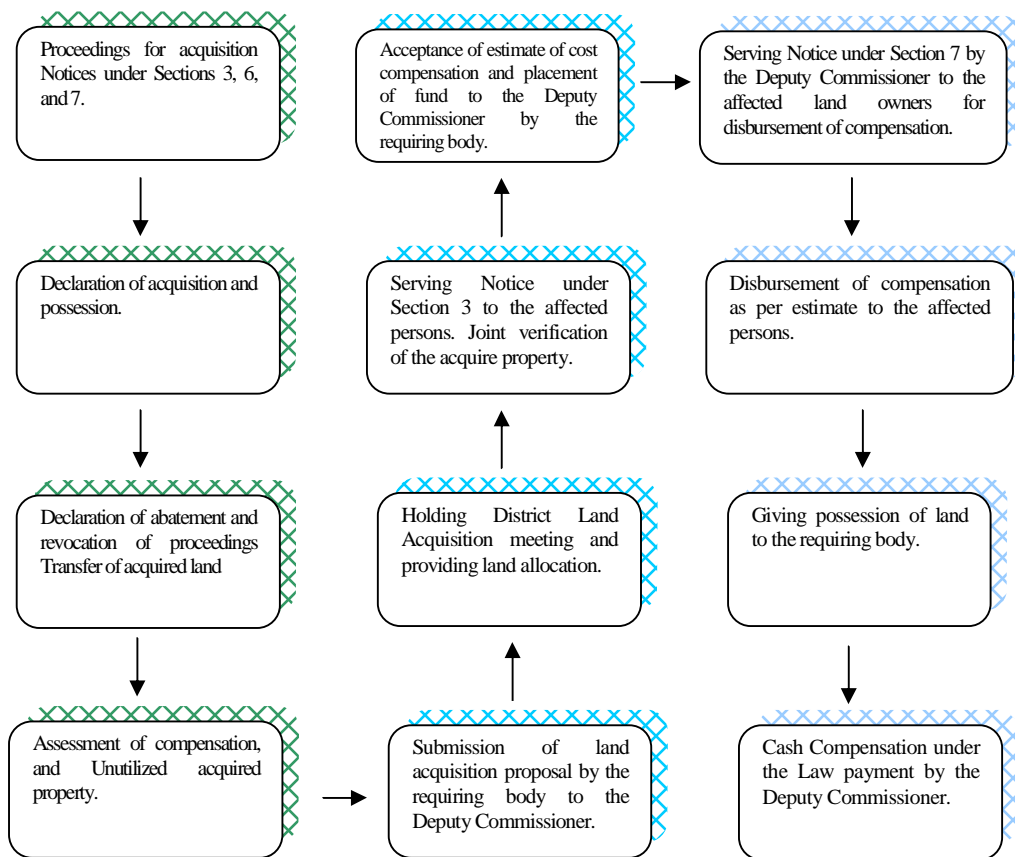 Proceedings for acquisition
Notices under Sections 3, 6,
and 7.
Declaration of acquisition and
possession.
Declaration of abatement and
revocation of proceedings
Transfer of acquired land
Assessment of compensation,
and Unutilized acquired
property.
Submission of land
acquisition proposal by the
requiring body to the
Deputy Commissioner.
Holding District Land
Acquisition meeting and
providing land allocation.
Serving Notice under
Section 3 to the affected
persons. Joint verification
of the acquire property.
Acceptance of estimate of cost
compensation and placement
of fund to the Deputy
Commissioner by the
requiring body.
Serving Notice under Section 7 by
the Deputy Commissioner to the
affected land owners for
disbursement of compensation.
Disbursement of compensation
as per estimate to the affected
persons.
Giving possession of land
to the requiring body.
Cash Compensation under
the Law payment by the
Deputy Commissioner.